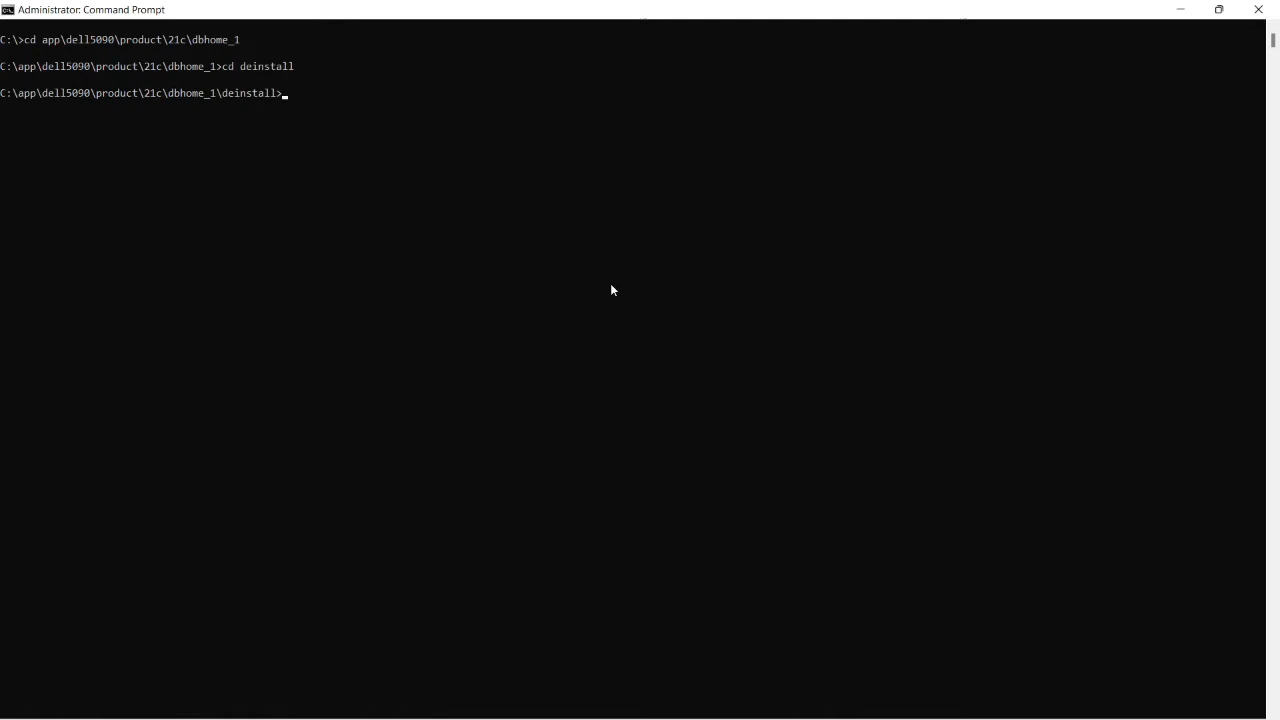 Administrator: Command Prompt
C:\>cd app\dell5090\product\21c\dbhome_1
C:\app\dell5090\product\21c\dbhome_1>cd deinstall
C:\app\dell5090\product\21c\dbhome_1\deinstall>